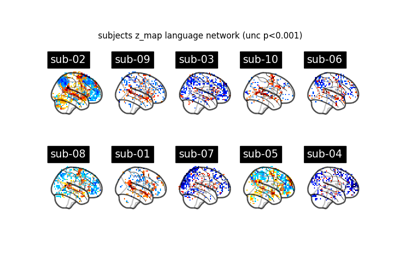 subjects z_map language network (unc p<0.001)
sub-02 sub-09 sub-03 sub-10 sub-06
sub-08 sub-01 sub-07 sub-05 sub-04